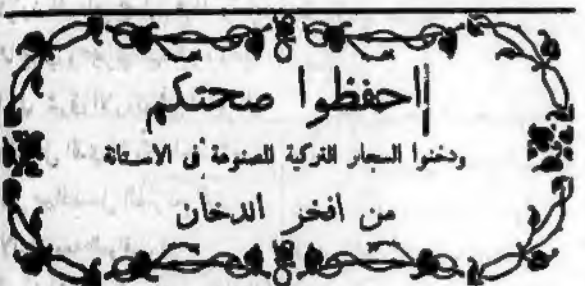 احفظوا صحتكم
ودخنوا السجار التركية المصنوعة في الاستانة
من افخر الدخان